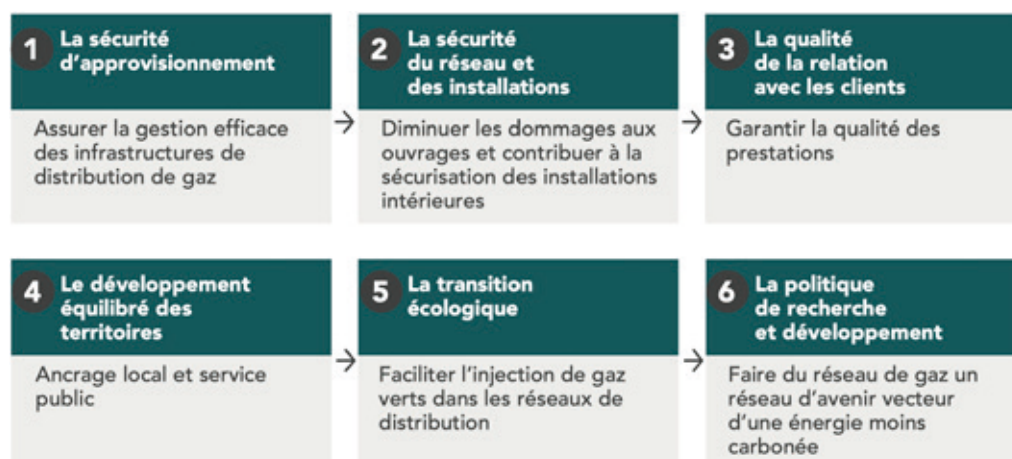 1
La sécurité
d'approvisionnement
Assurer la gestion efficace
des infrastructures de
distribution de gaz
→
2
La sécurité
du réseau et
des installations
Diminuer les dommages aux
ouvrages et contribuer à la
sécurisation des installations
intérieures
→
3
La qualité
de la relation
avec les clients
Garantir la qualité des
prestations
4
Le développement
équilibré des
territoires
Ancrage local et service
public
→
5
La transition
écologique
Faciliter l'injection de gaz
verts dans les réseaux de
distribution
→
6
La politique
de recherche
et développement
Faire du réseau de gaz un
réseau d'avenir vecteur
d'une énergie moins
carbonée